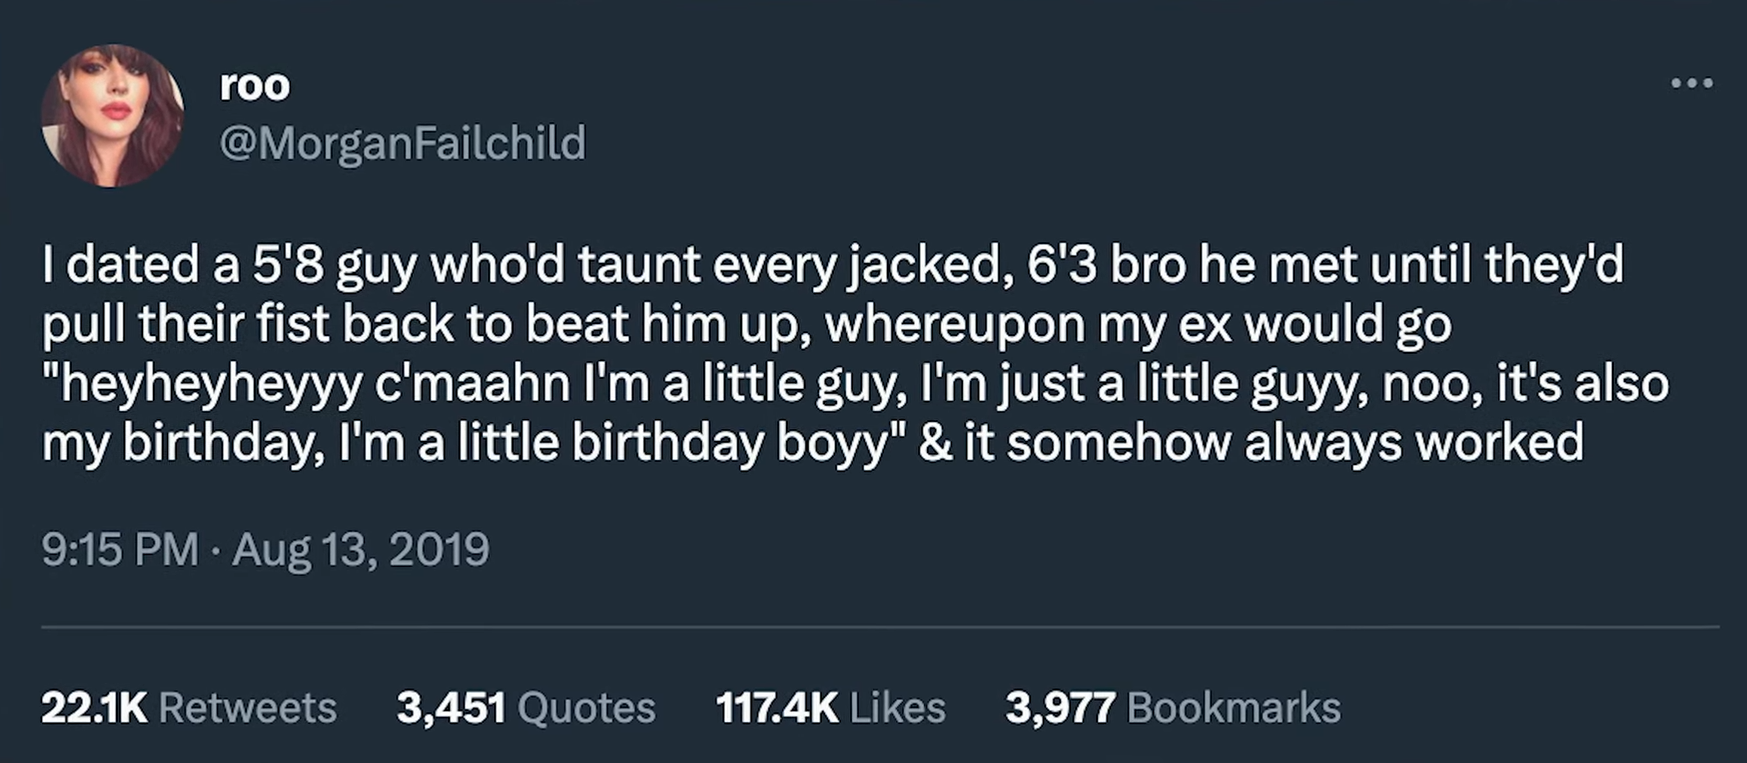 roo
@MorganFailchild
I dated a 5'8 guy who'd taunt every jacked, 6'3 bro he met until they'd
pull their fist back to beat him up, whereupon my ex would go
"heyheyheyyy c'maahn I'm a little guy, I'm just a little guyy, noo, it's also
my birthday, I'm a little birthday boyy" & it somehow always worked
9:15 PM · Aug 13, 2019
22.1K Retweets 3,451 Quotes 117.4K Likes 3,977 Bookmarks